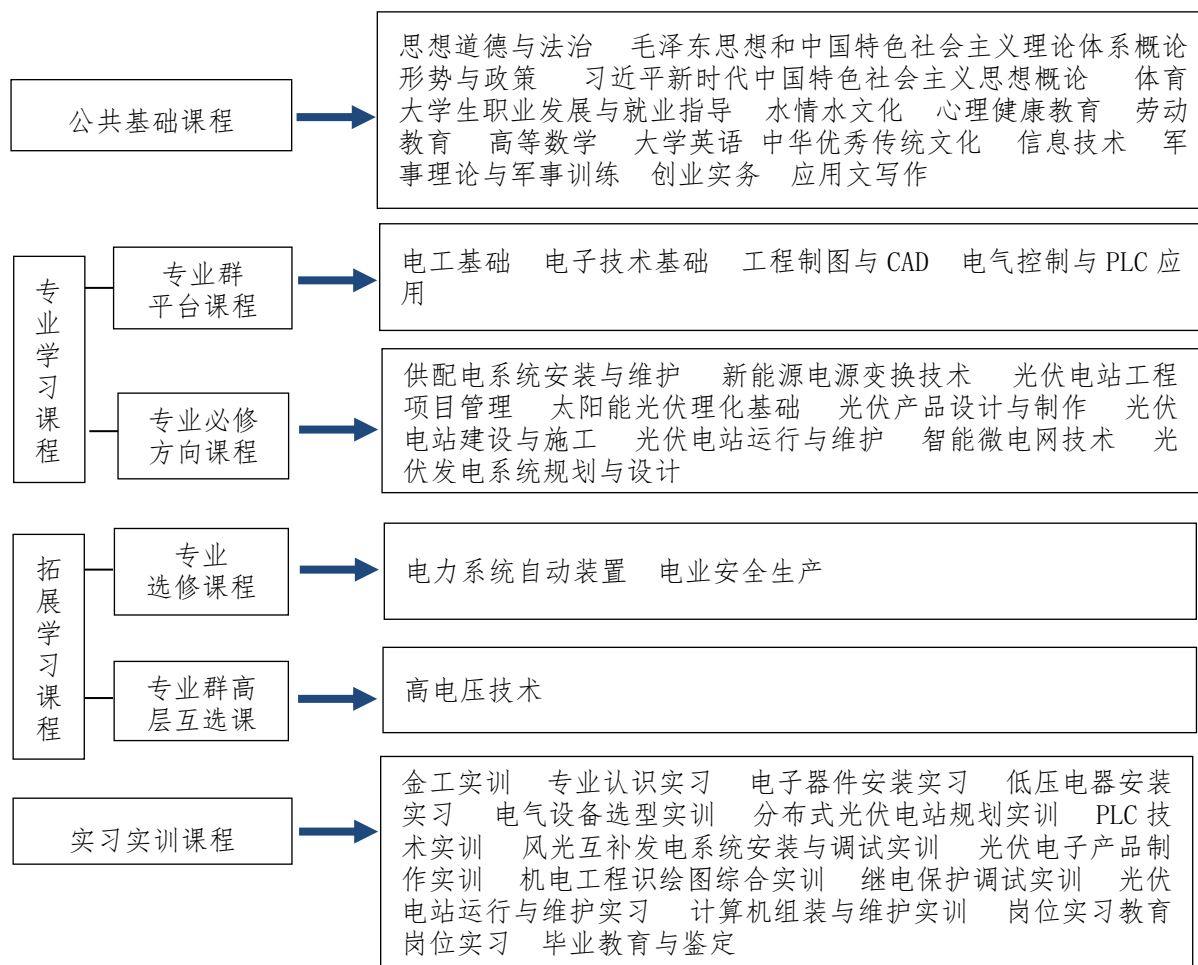 公共基础课程
思想道德与法治 毛泽东思想和中国特色社会主义理论体系概论
形势与政策 习近平新时代中国特色社会主义思想概论 体育
大学生职业发展与就业指导 水情水文化 心理健康教育 劳动
教育 高等数学 大学英语 中华优秀传统文化 信息技术 军
事理论与军事训练 创业实务 应用文写作
专业学习课程
专业群
平台课程
电工基础 电子技术基础 工程制图与 CAD 电气控制与 PLC 应
用
专业必修
方向课程
供配电系统安装与维护 新能源电源变换技术 光伏电站工程
项目管理 太阳能光伏理化基础 光伏产品设计与制作 光伏
电站建设与施工 光伏电站运行与维护 智能微电网技术 光
伏发电系统规划与设计
拓展学习课程
专业
选修课程
电力系统自动装置 电业安全生产
专业群高
层互选课
高电压技术
实习实训课程
金工实训 专业认识实习 电子器件安装实习 低压电器安装
实习 电气设备选型实训 分布式光伏电站规划实训 PLC 技
术实训 风光互补发电系统安装与调试实训 光伏电子产品制
作实训 机电工程识绘图综合实训 继电保护调试实训 光伏
电站运行与维护实习 计算机组装与维护实训 岗位实习教育
岗位实习 毕业教育与鉴定